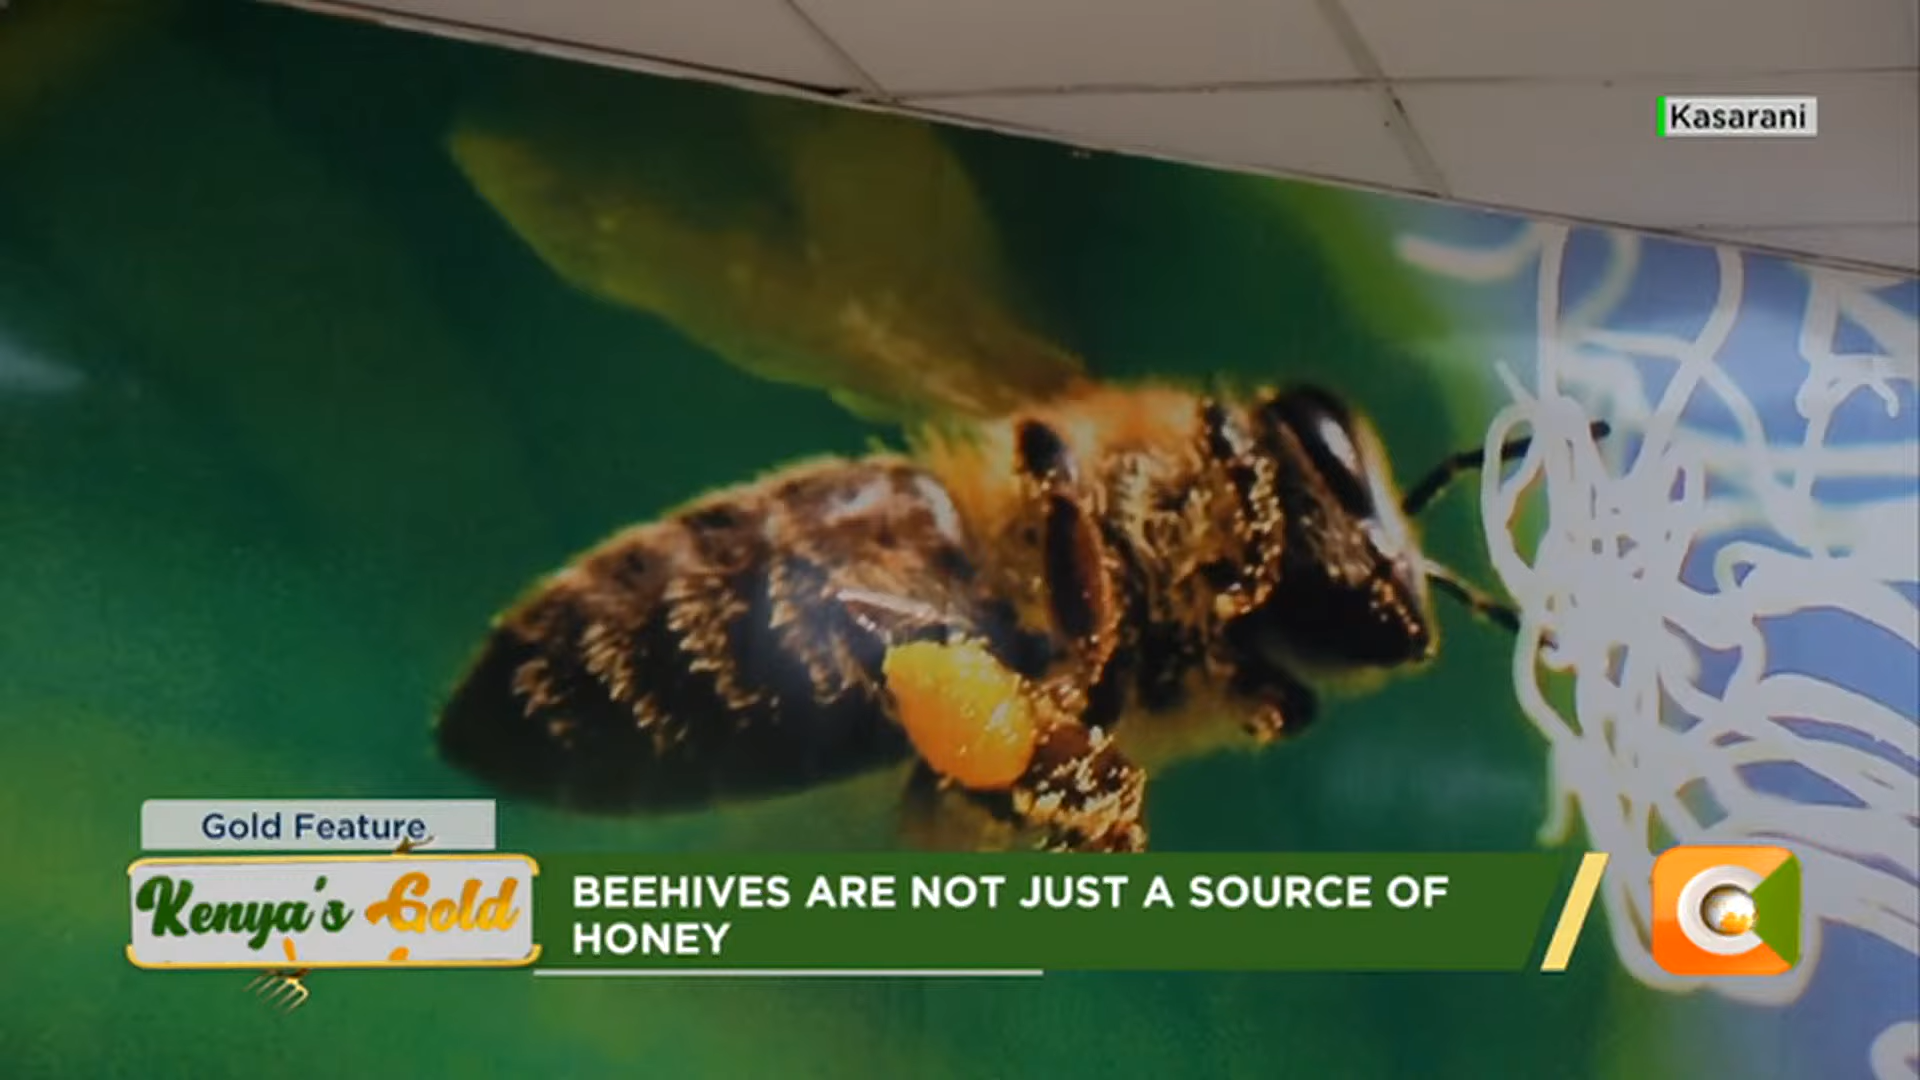 Kasarani
Gold Feature
Kenya's Gold
BEEHIVES ARE NOT JUST A SOURCE OF
HONEY